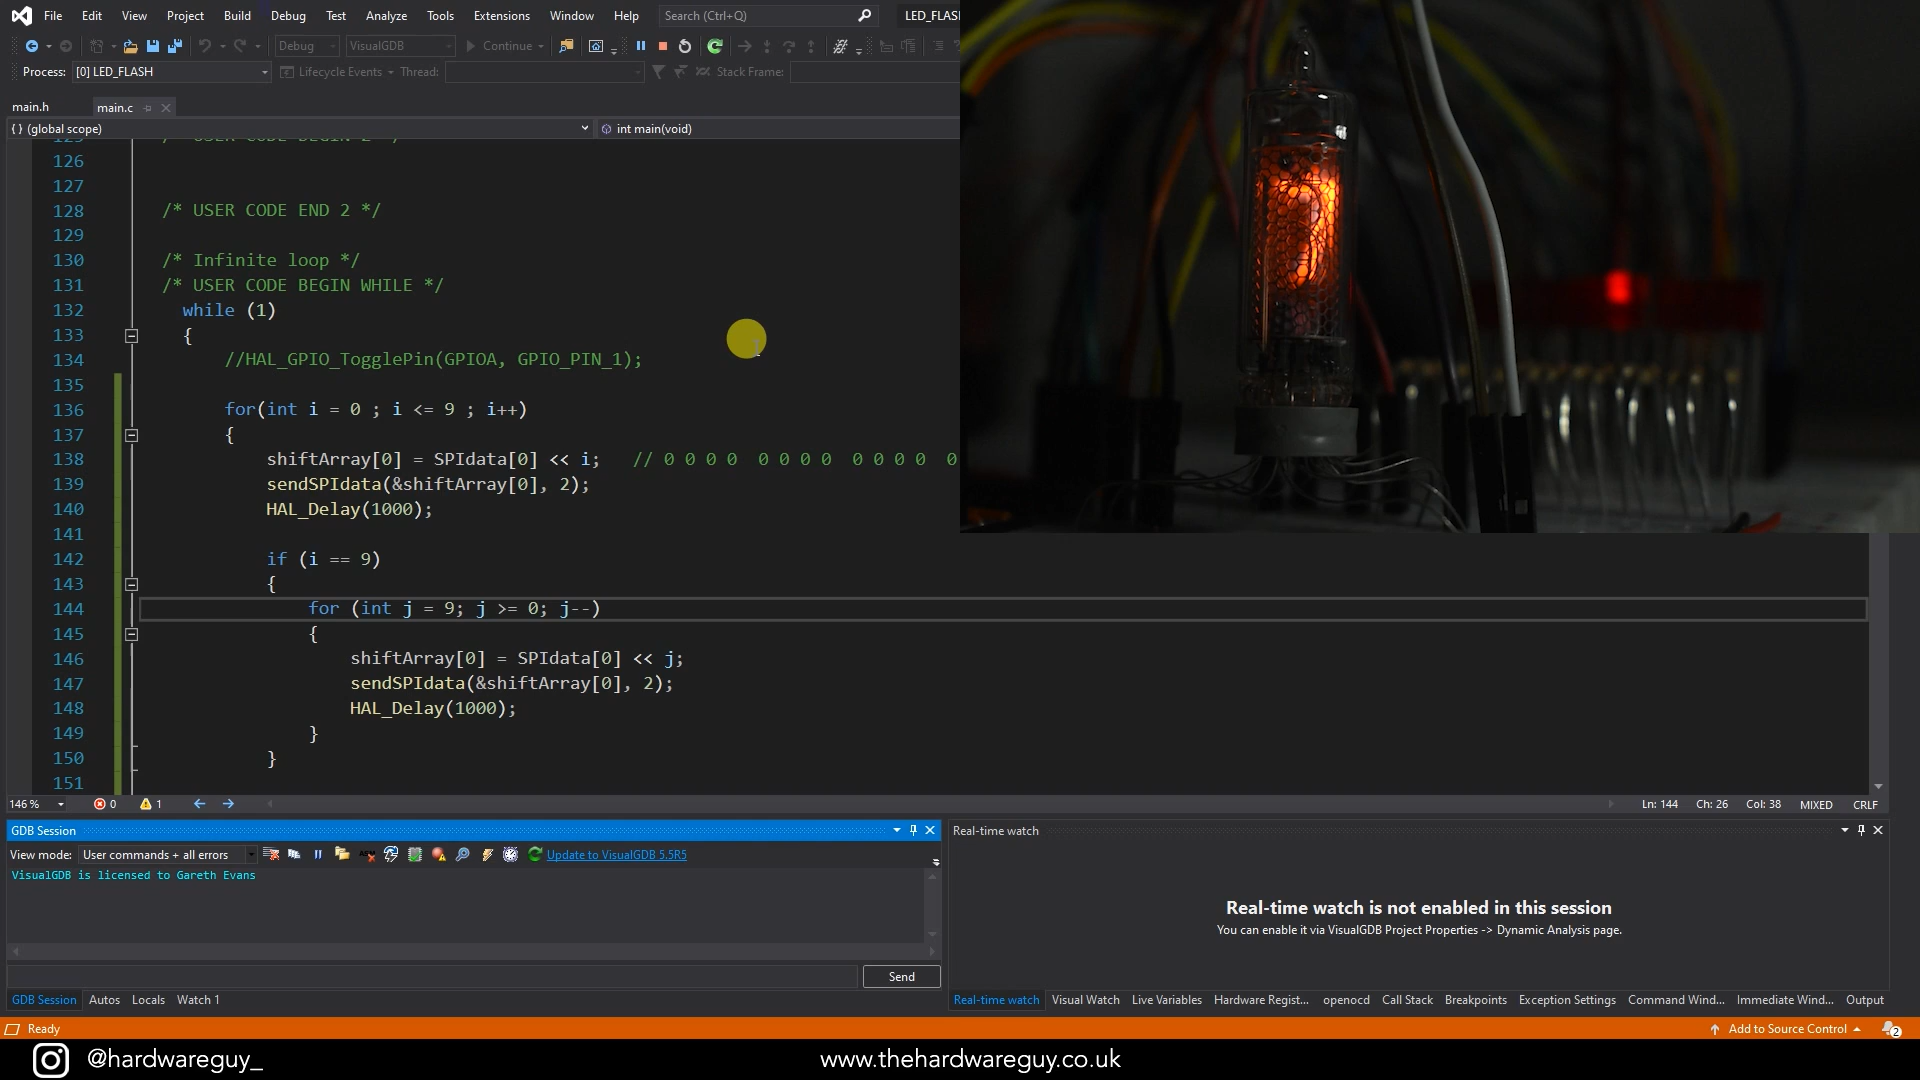 File Edit View Project Build Debug Test Analyze Tools Extensions Window Help Search (Ctrl+Q) LED_FLASH
Debug VisualGDB Continue
Process: [0] LED_FLASH Lifecycle Events Thread: Stack Frame:
main.h main.c
{ } (global scope) int main(void)
126
127
128 /* USER CODE END 2 */
129
130 /* Infinite loop */
131 /* USER CODE BEGIN WHILE */
132 while (1)
133 {
134 //HAL_GPIO_TogglePin(GPIOA, GPIO_PIN_1);
135
136 for(int i = 0 ; i <= 9 ; i++)
137 {
138 shiftArray[0] = SPIdata[0] << i; // 0 0 0 0 0 0 0 0 0 0 0 0 0
139 sendSPIdata(&shiftArray[0], 2);
140 HAL_Delay(1000);
141
142 if (i == 9)
143 {
144 for (int j = 9; j >= 0; j--)
145 {
146 shiftArray[0] = SPIdata[0] << j;
147 sendSPIdata(&shiftArray[0], 2);
148 HAL_Delay(1000);
149 }
150 }
151
146 % 0 1 Ln: 144 Ch: 26 Col: 38 MIXED CRLF
GDB Session
View mode: User commands + all errors Update to VisualGDB 5.5R5
VisualGDB is licensed to Gareth Evans
Send
GDB Session Autos Locals Watch 1
Real-time watch
Real-time watch is not enabled in this session
You can enable it via VisualGDB Project Properties -> Dynamic Analysis page.
Real-time watch Visual Watch Live Variables Hardware Regist... openocd Call Stack Breakpoints Exception Settings Command Wind... Immediate Wind... Output
Ready Add to Source Control 2
@hardwareguy_ www.thehardwareguy.co.uk